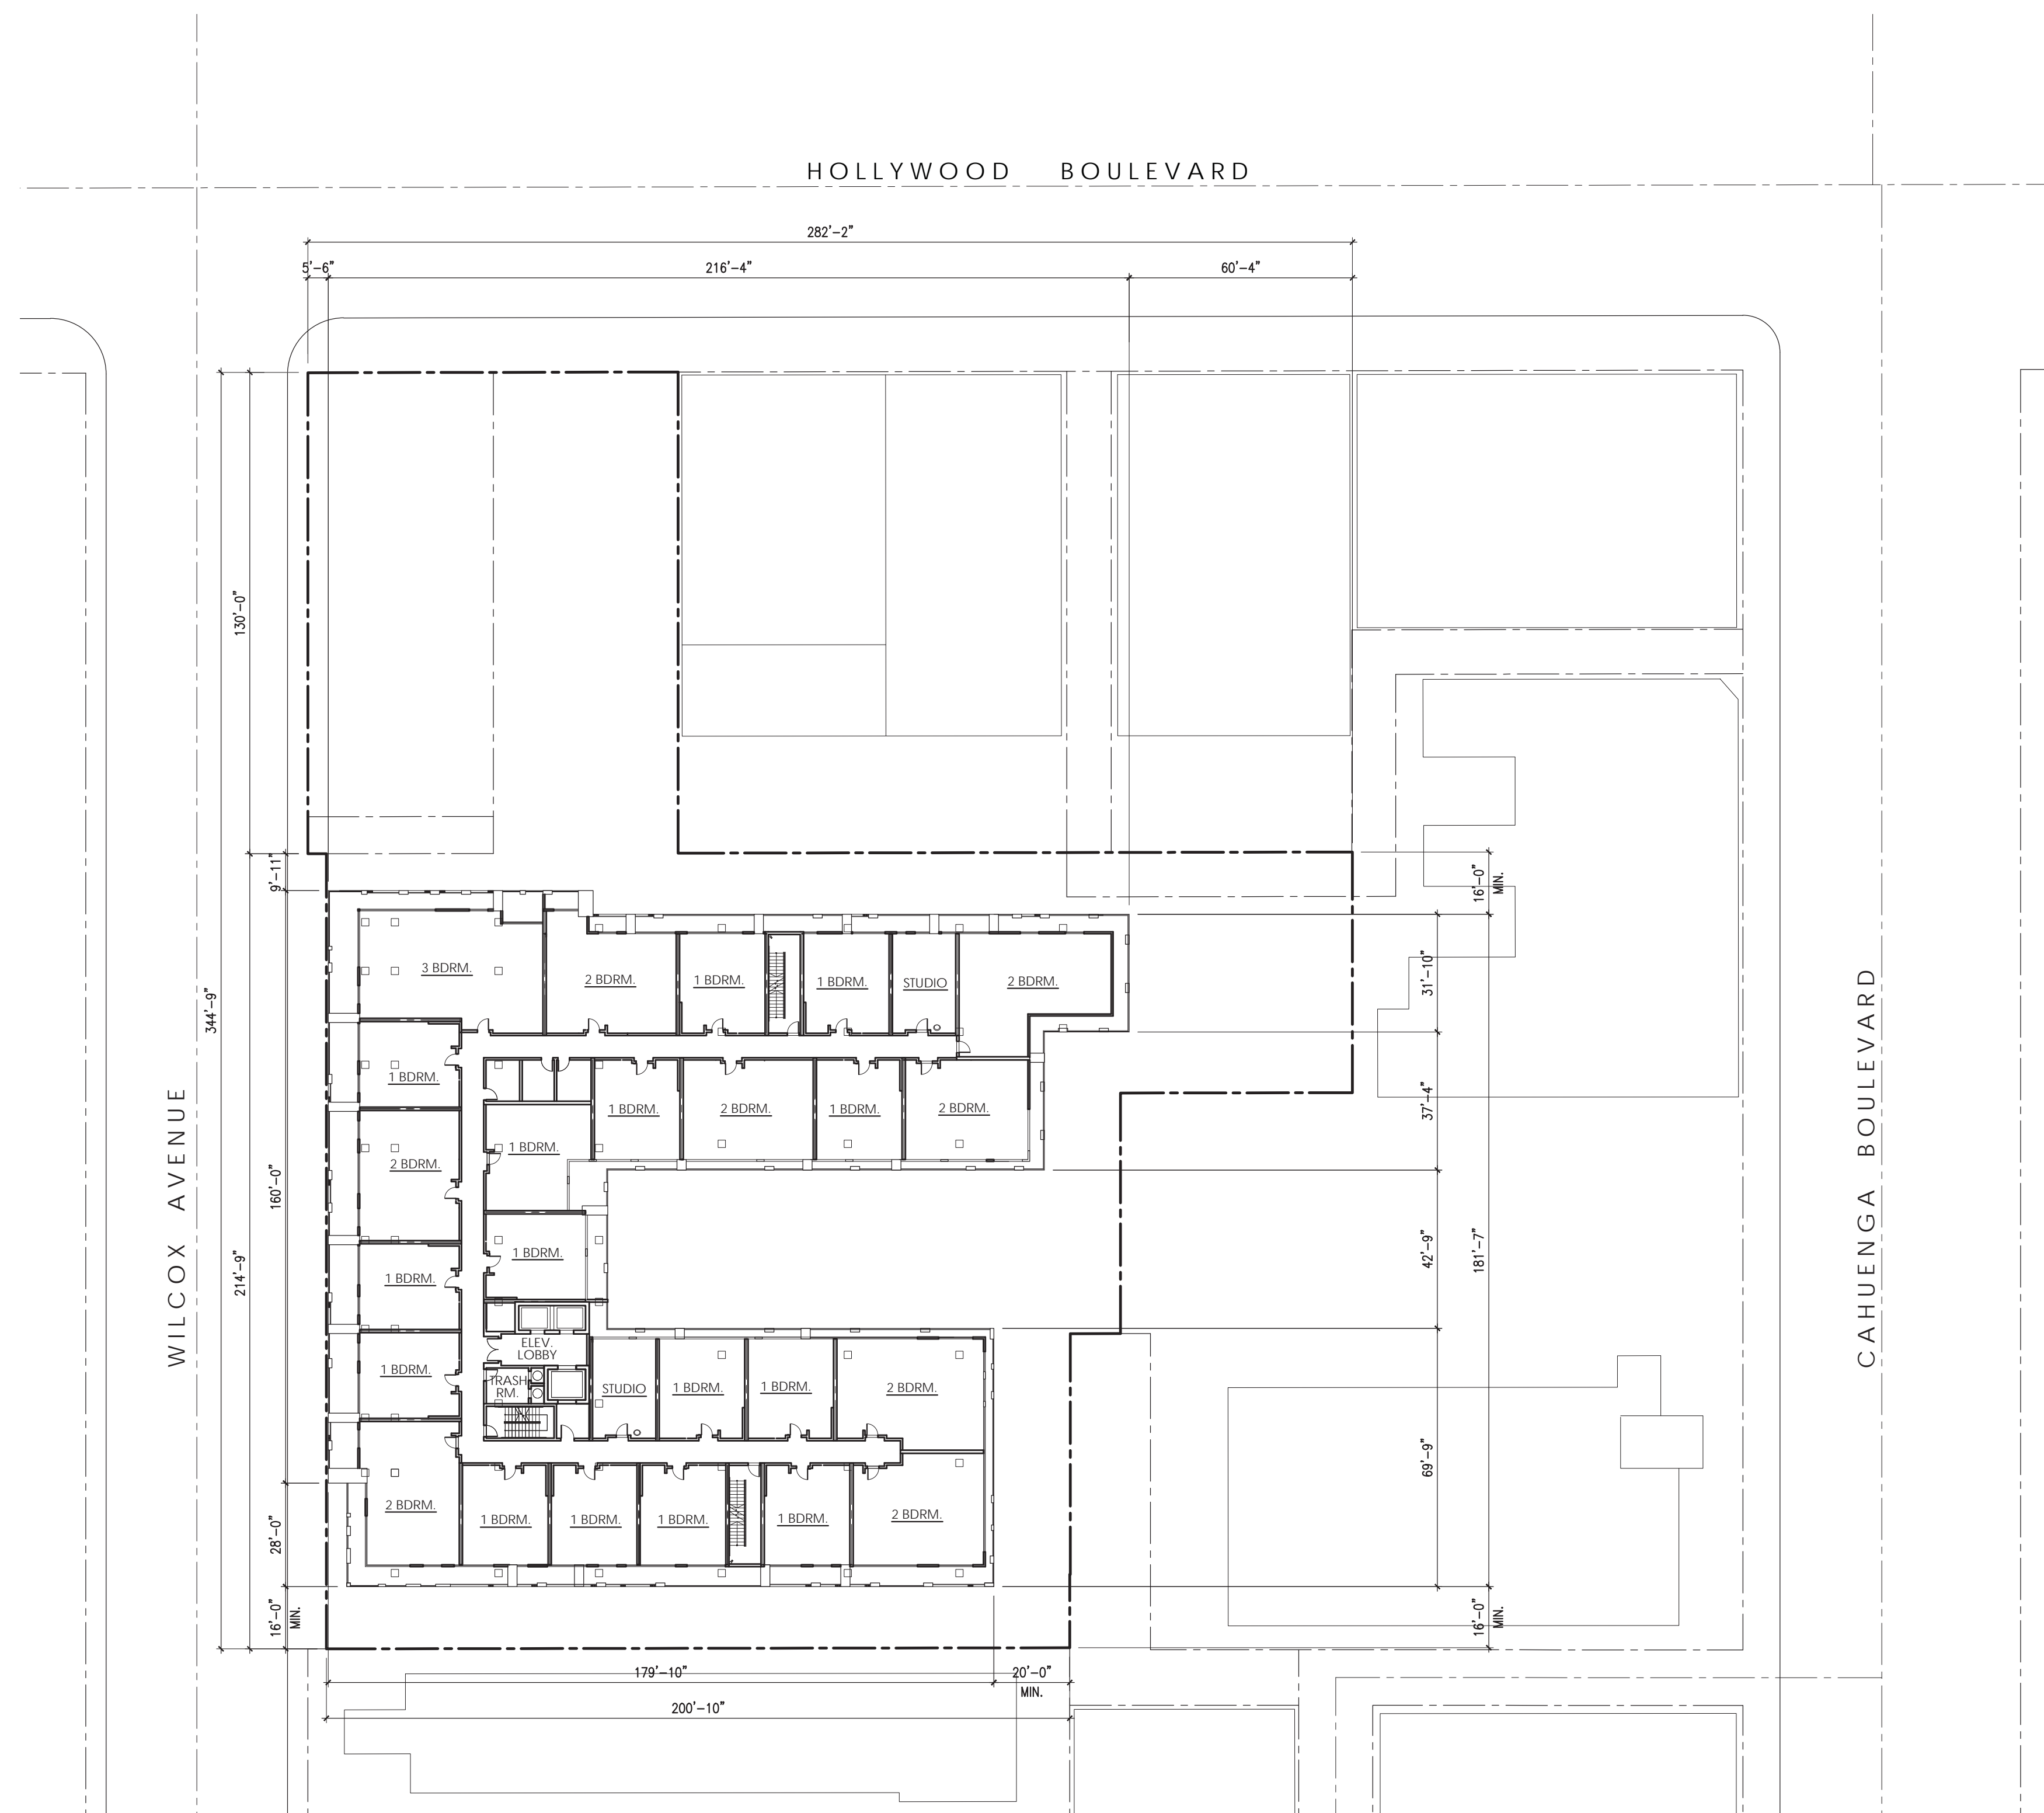 HOLLYWOOD BOULEVARD
282'-2"
5'-6"
216'-4"
60'-4"
130'-0"
344'-9"
214'-9"
9'-11"
160'-0"
28'-0"
16'-0"
MIN.
WILCOX AVENUE
CAHUENGA BOULEVARD
16'-0"
MIN.
31'-10"
37'-4"
42'-9"
181'-7"
69'-9"
16'-0"
MIN.
3 BDRM.
2 BDRM.
1 BDRM.
1 BDRM.
STUDIO
2 BDRM.
1 BDRM.
1 BDRM.
2 BDRM.
1 BDRM.
2 BDRM.
2 BDRM.
1 BDRM.
1 BDRM.
1 BDRM.
ELEV.
LOBBY
1 BDRM.
TRASH
RM.
STUDIO
1 BDRM.
1 BDRM.
2 BDRM.
2 BDRM.
1 BDRM.
1 BDRM.
1 BDRM.
1 BDRM.
2 BDRM.
179'-10"
20'-0"
MIN.
200'-10"